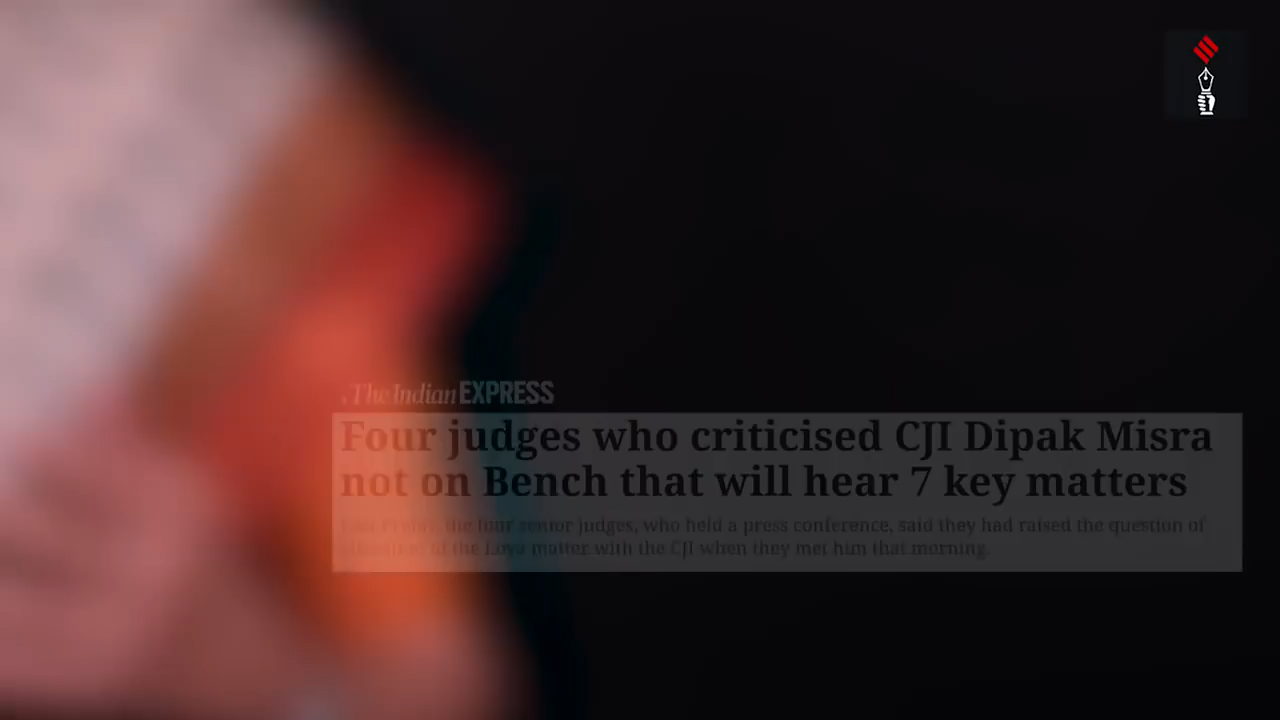 The Indian EXPRESS
Four judges who criticised CJI Dipak Misra
not on Bench that will hear 7 key matters
the four senior judges, who held a press conference, said they had raised the question of
of the Loya matter with the CJI when they met him that morning.